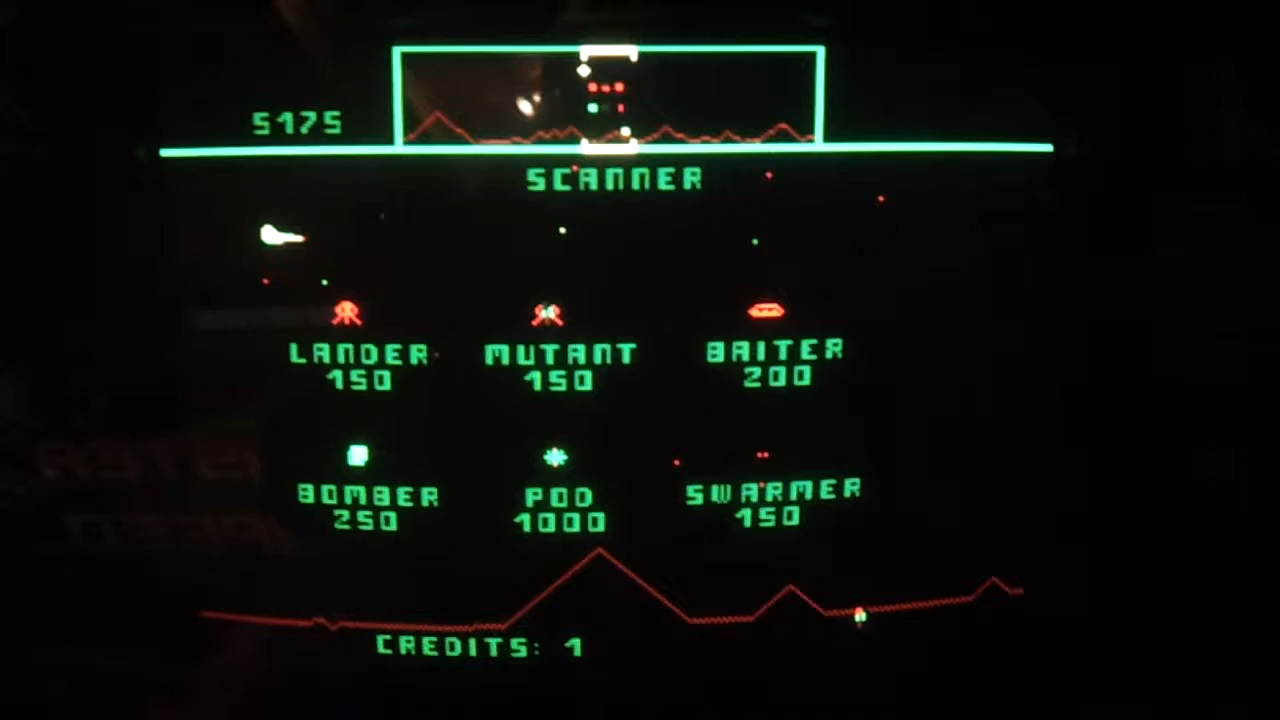 5175
SCANNER
LANDER MUTANT BAITER
150 150 200
BOMBER POD SWARMER
250 1000 150
CREDITS: 1